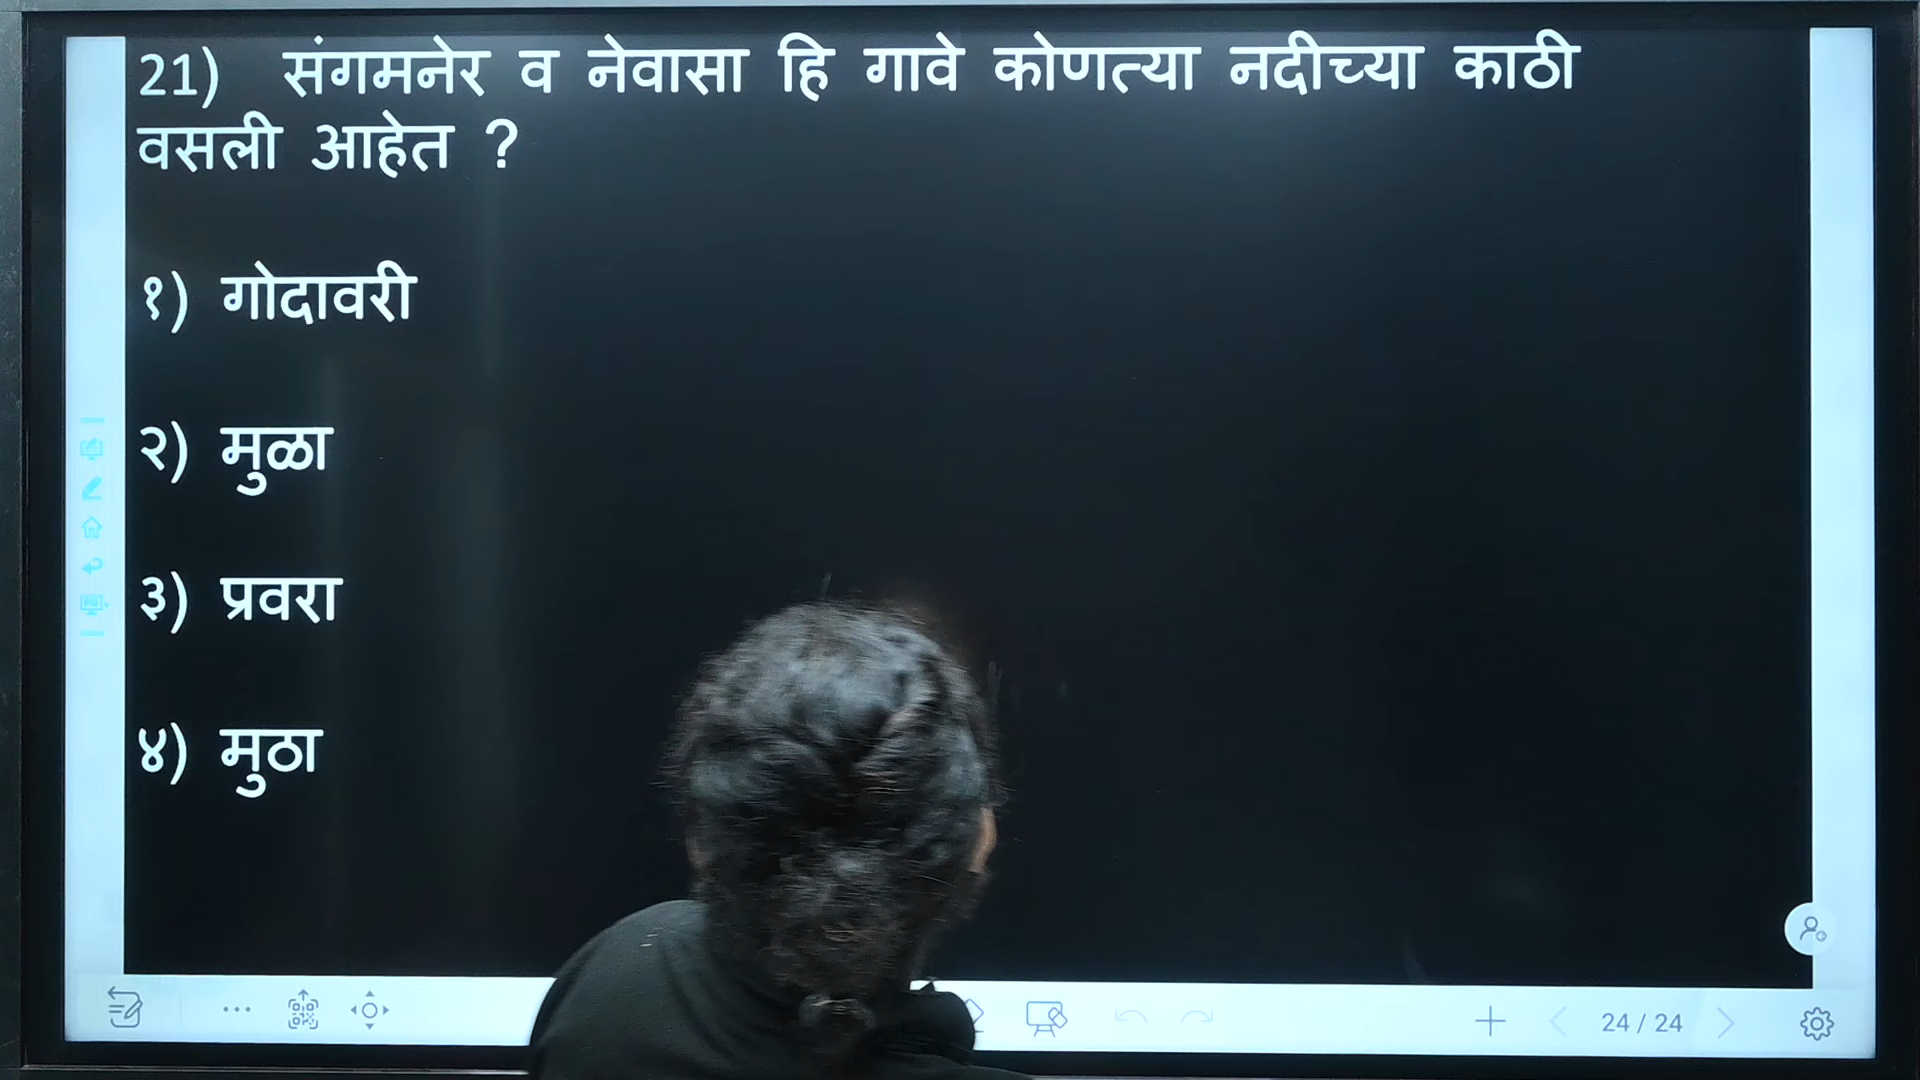 21) संगमनेर व नेवासा हि गावे कोणत्या नदीच्या काठी
वसली आहेत ?
१) गोदावरी
२) मुळा
३) प्रवरा
४) मुठा
24 / 24